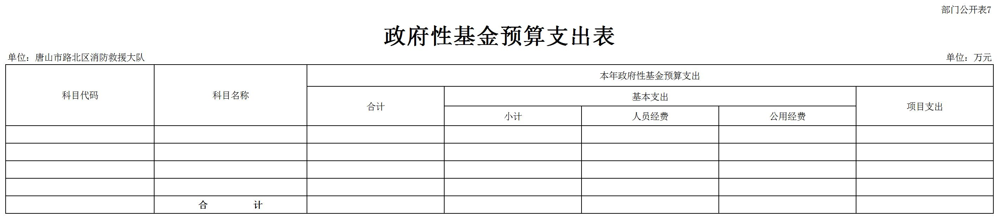 部门公开表7
政府性基金预算支出表
单位：唐山市路北区消防救援大队 单位：万元
科目代码 科目名称 本年政府性基金预算支出
合计 基本支出 项目支出
小计 人员经费 公用经费
合 计